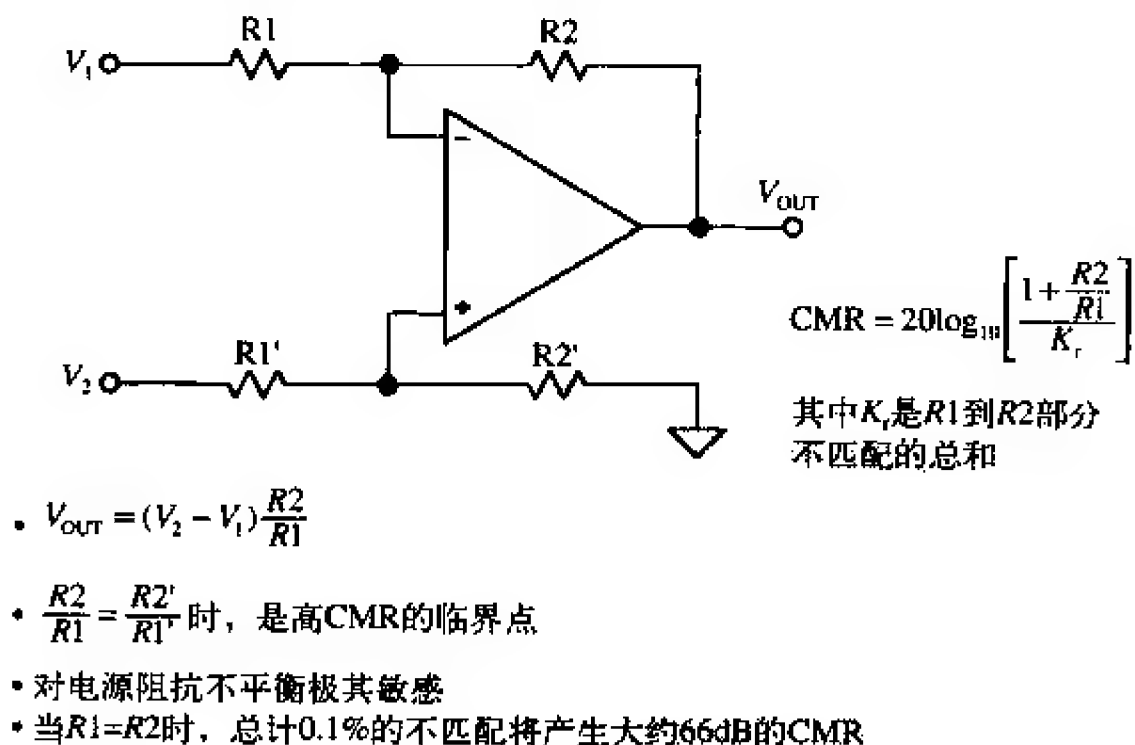 R1
R2
V₁
−
V_OUT
+
CMR = 20log₁₀[(1 + R2/R1)/K_r]
R1'
R2'
V₂
其中K_r是R1到R2部分
不匹配的总和
• V_OUT = (V₂ − V₁) R2/R1
• R2/R1 = R2'/R1' 时，是高CMR的临界点
• 对电源阻抗不平衡极其敏感
• 当R1=R2时，总计0.1%的不匹配将产生大约66dB的CMR